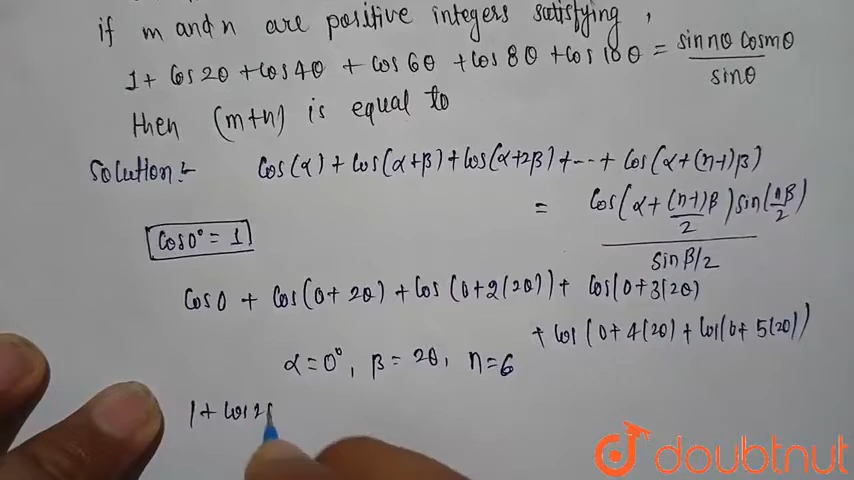 if m and n are positive integers satisfying,
1 + Cos 2θ + cos 4θ + cos 6θ + cos 8θ + cos 10θ = sin nθ Cos mθ / sin θ
then (m+n) is equal to
Solution:- Cos(α) + Cos(α+β) + Cos(α+2β) + --- + Cos(α+(n-1)β)
= Cos(α + (n-1)β/2) sin(nβ/2) / sin β/2
Cos 0° = 1
Cos 0 + Cos(0+2θ) + Cos(0+2(2θ)) + Cos(0+3(2θ)
+ Cos(0+4(2θ) + Cos(0+5(2θ))
α = 0°, β = 2θ, n = 6
1 + Cos 2
doubtnut